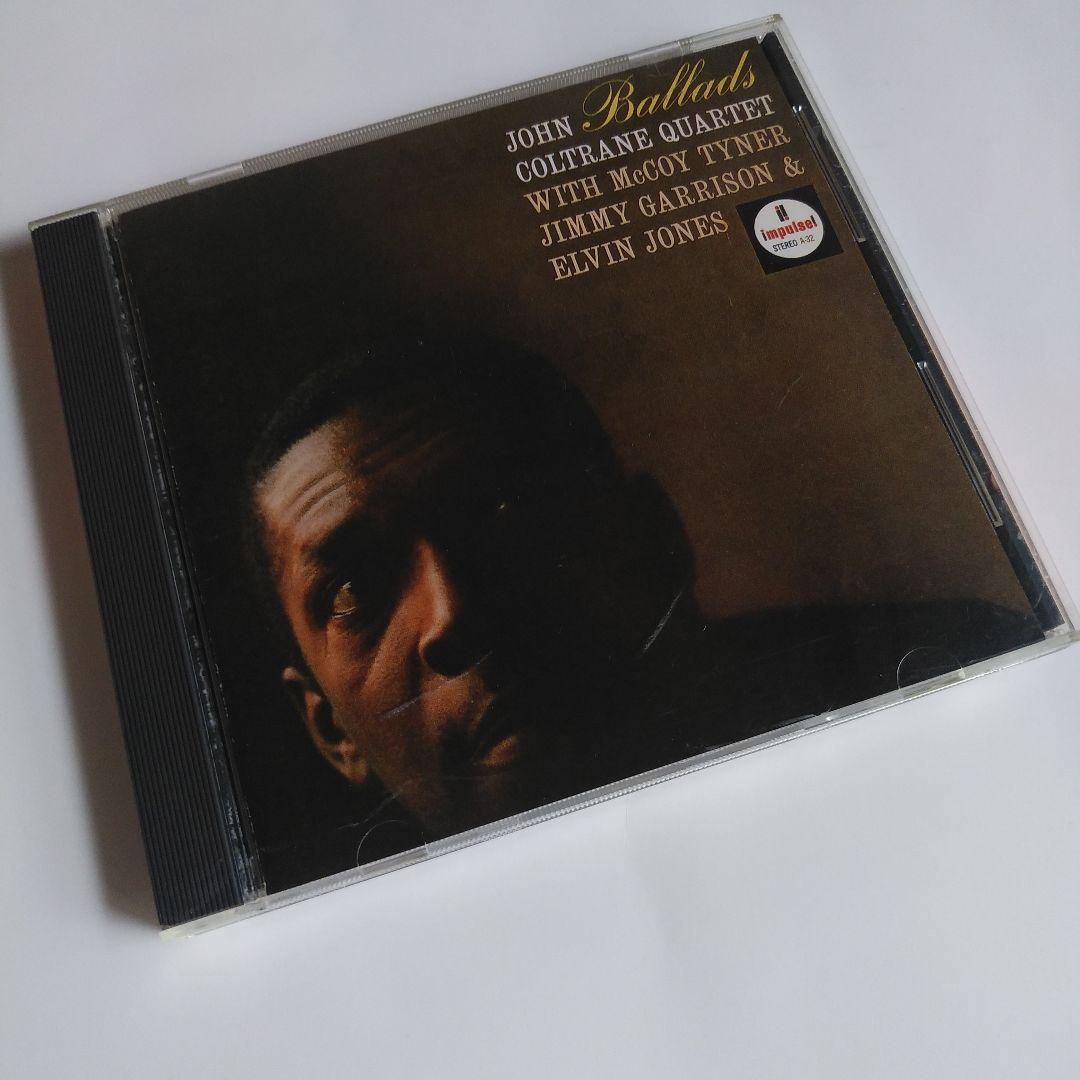 Ballads
JOHN
COLTRANE QUARTET
WITH McCOY TYNER
JIMMY GARRISON &
ELVIN JONES
i!
impulse!
STEREO A-32